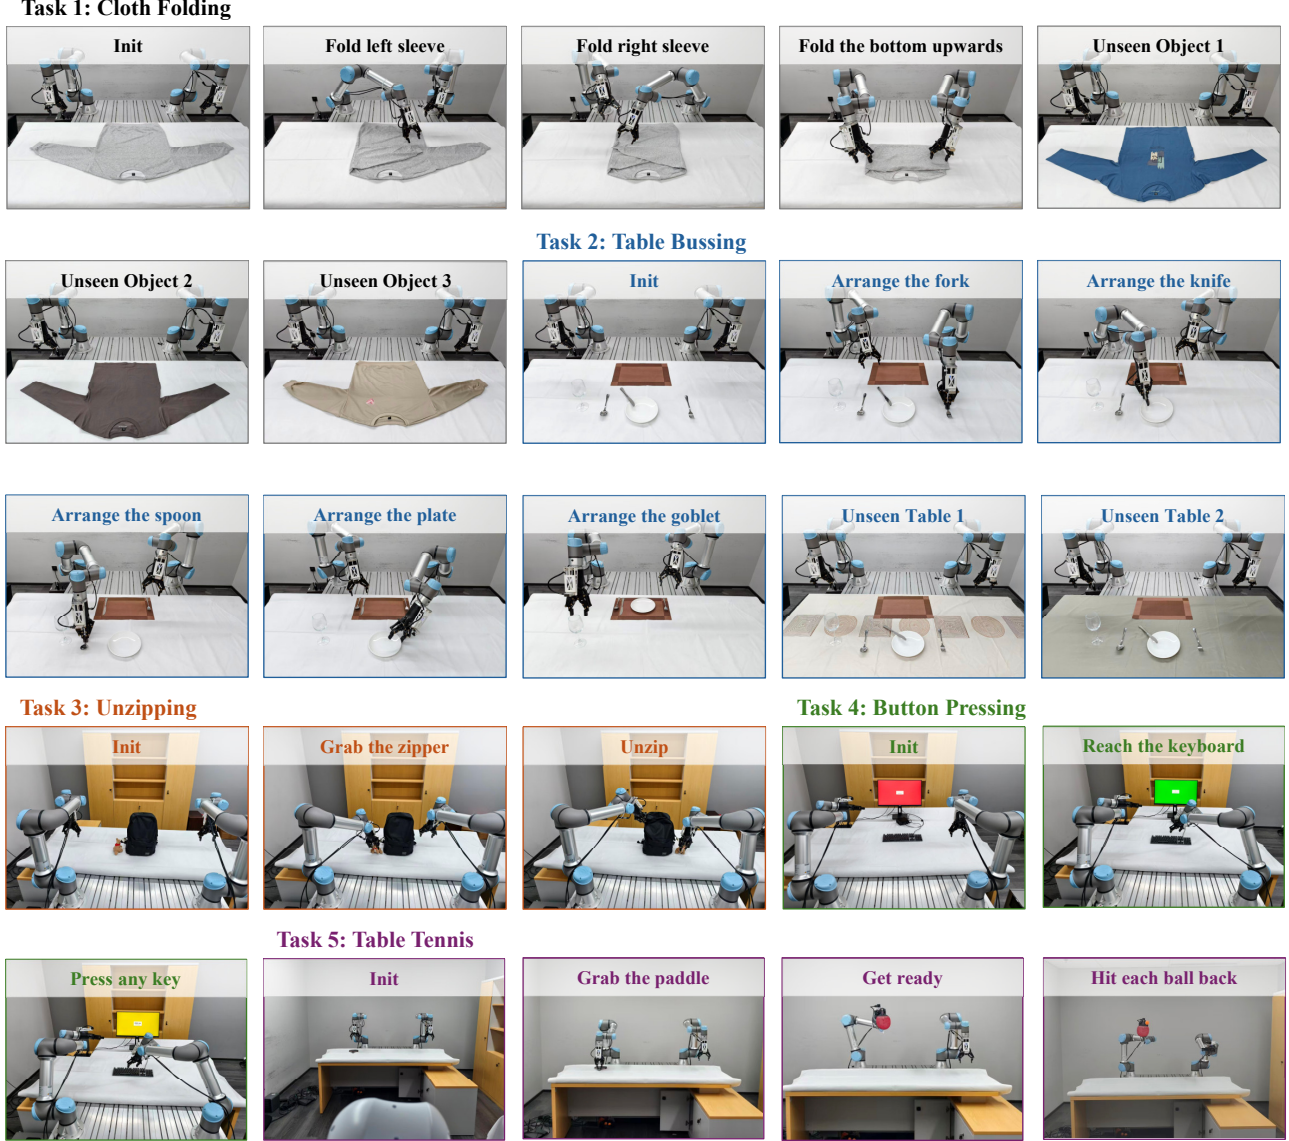 Task 1: Cloth Folding
Init
Fold left sleeve
Fold right sleeve
Fold the bottom upwards
Unseen Object 1
Task 2: Table Bussing
Unseen Object 2
Unseen Object 3
Init
Arrange the fork
Arrange the knife
Arrange the spoon
Arrange the plate
Arrange the goblet
Unseen Table 1
Unseen Table 2
Task 3: Unzipping
Task 4: Button Pressing
Init
Grab the zipper
Unzip
Init
Reach the keyboard
Task 5: Table Tennis
Press any key
Init
Grab the paddle
Get ready
Hit each ball back